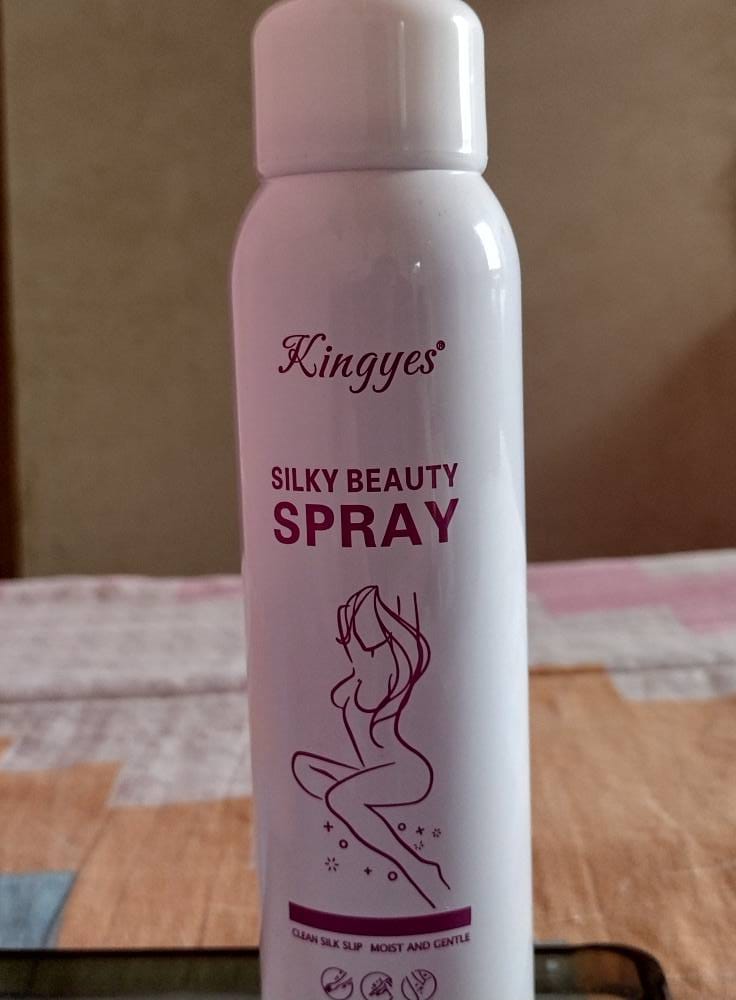 Kingyes®
SILKY BEAUTY
SPRAY
CLEAN SILK SLIP MOIST AND GENTLE